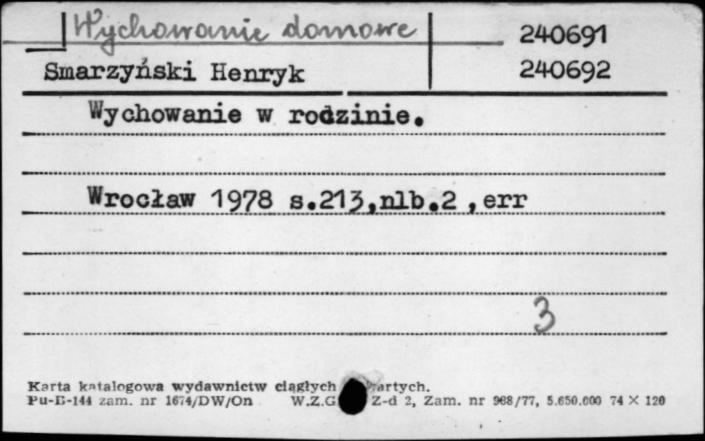 Wychowanie domowe
240691
Smarzyński Henryk
240692
Wychowanie w rodzinie.
Wrocław 1978 s.213,nlb.2 ,err
3
Karta katalogowa wydawnictw ciągłych
Pu-B-144 zam. nr 1674/DW/On W.Z.G Z-d 2, Zam. nr 968/77, 5.650.000 74 X 120